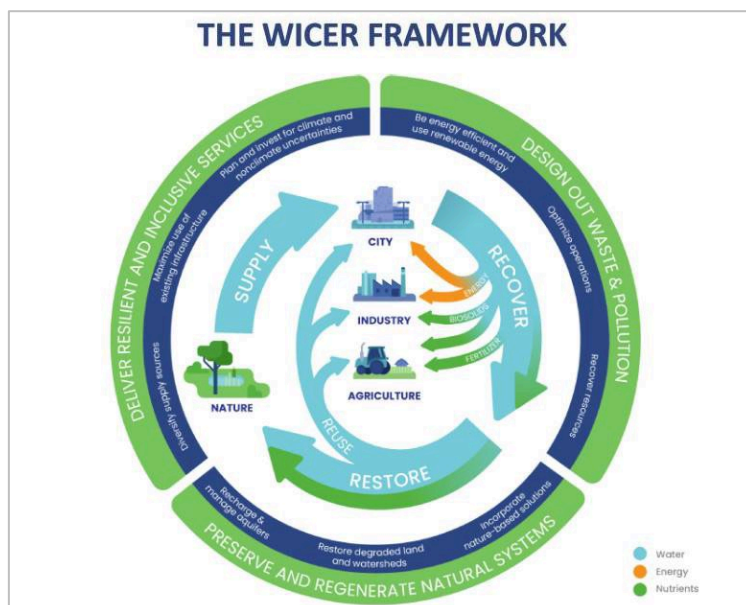 THE WICER FRAMEWORK
DELIVER RESILIENT AND INCLUSIVE SERVICES
Plan and invest for climate and
nonclimate uncertainties
Maximize use of
existing infrastructure
Diversify supply sources
DESIGN OUT WASTE & POLLUTION
Be energy efficient and
use renewable energy
Optimize operations
Recover resources
PRESERVE AND REGENERATE NATURAL SYSTEMS
Recharge &
manage aquifers
Restore degraded land
and watersheds
Incorporate
nature-based solutions
SUPPLY
CITY
RECOVER
ENERGY
INDUSTRY
BIOSOLIDS
FERTILIZER
AGRICULTURE
NATURE
REUSE
RESTORE
Water
Energy
Nutrients